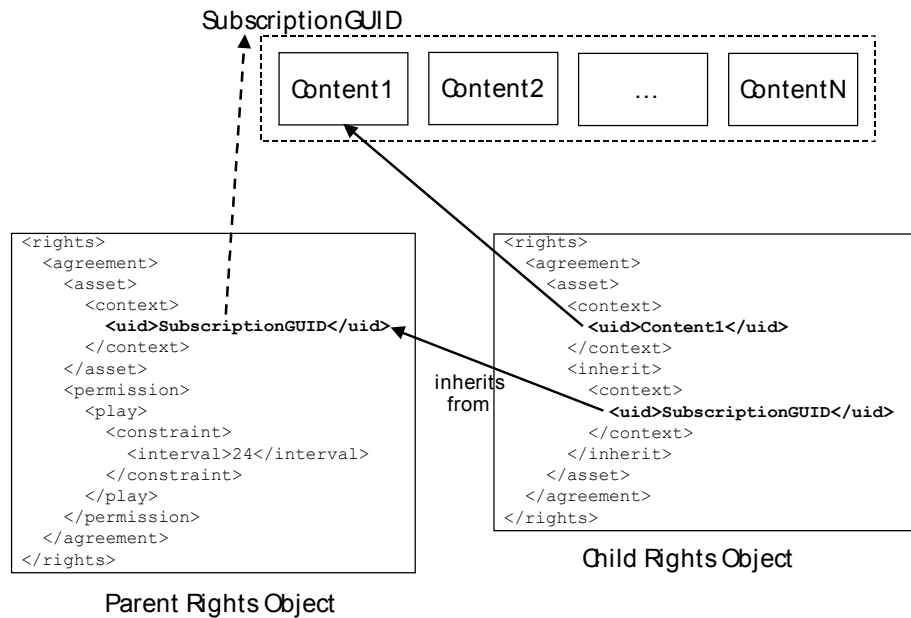 SubscriptionGUID
Content1
Content2
...
ContentN
<rights>
<agreement>
<asset>
<context>
<uid>SubscriptionGUID</uid>
</context>
</asset>
<permission>
<play>
<constraint>
<interval>24</interval>
</constraint>
</play>
</permission>
</agreement>
</rights>
Parent Rights Object
inherits
from
<rights>
<agreement>
<asset>
<context>
<uid>Content1</uid>
</context>
<inherit>
<context>
<uid>SubscriptionGUID</uid>
</context>
</inherit>
</asset>
</agreement>
</rights>
Child Rights Object